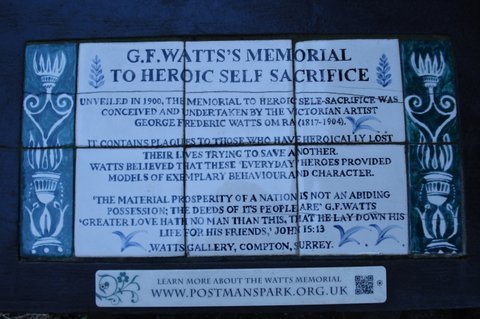 G.F.WATTS'S MEMORIAL
TO HEROIC SELF SACRIFICE
UNVEILED IN 1900, THE MEMORIAL TO HEROIC SELF-SACRIFICE WAS
CONCEIVED AND UNDERTAKEN BY THE VICTORIAN ARTIST
GEORGE FREDERIC WATTS OM RA (1817-1904).
IT CONTAINS PLAQUES TO THOSE WHO HAVE HEROICALLY LOST
THEIR LIVES TRYING TO SAVE ANOTHER.
WATTS BELIEVED THAT THESE 'EVERYDAY' HEROES PROVIDED
MODELS OF EXEMPLARY BEHAVIOUR AND CHARACTER.
'THE MATERIAL PROSPERITY OF A NATION IS NOT AN ABIDING
POSSESSION; THE DEEDS OF ITS PEOPLE ARE' G.F.WATTS
'GREATER LOVE HATH NO MAN THAN THIS, THAT HE LAY DOWN HIS
LIFE FOR HIS FRIENDS,' JOHN 15:13
WATTS GALLERY, COMPTON, SURREY.
LEARN MORE ABOUT THE WATTS MEMORIAL
WWW.POSTMANSPARK.ORG.UK